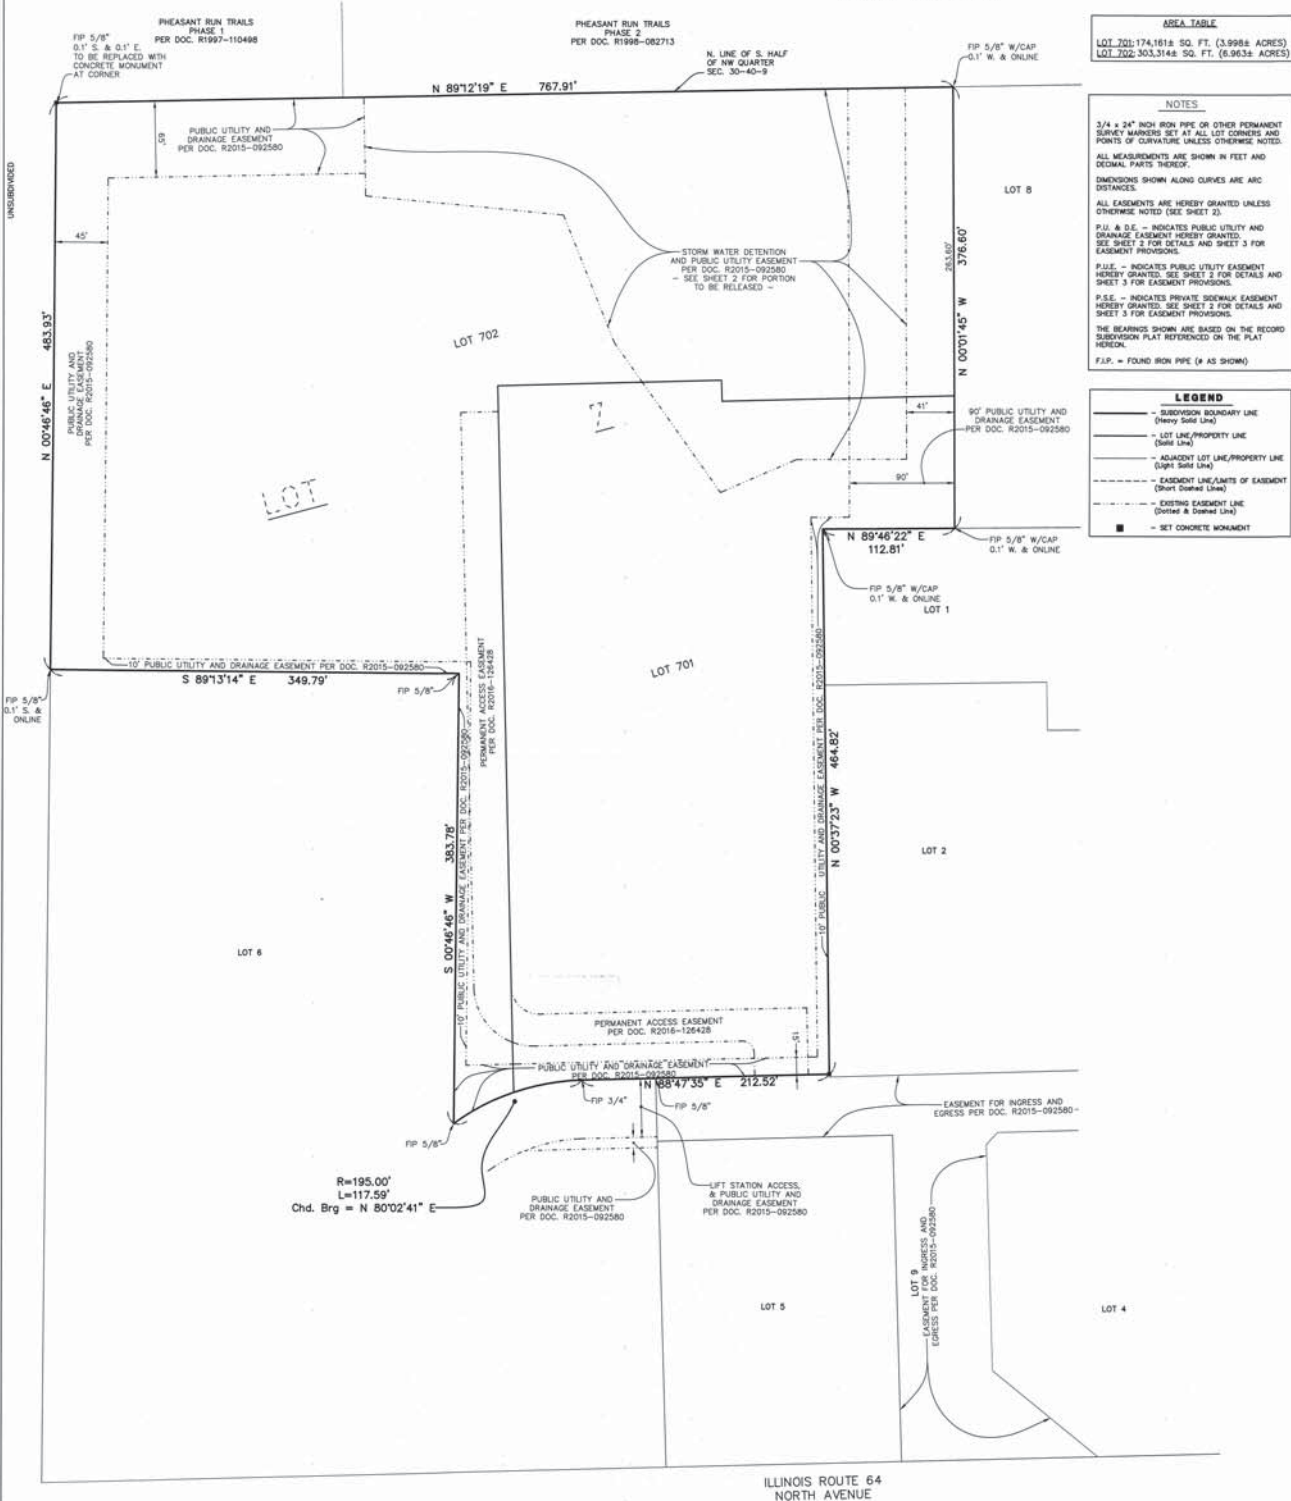 PHEASANT RUN TRAILS
PHASE 1
PER DOC. R1997-110498
PHEASANT RUN TRAILS
PHASE 2
PER DOC. R1998-082713
FIP 5/8"
0.1' S. & 0.1' E.
TO BE REPLACED WITH
CONCRETE MONUMENT
AT CORNER
N. LINE OF S. HALF
OF NW QUARTER
SEC. 30-40-9
FIP 5/8" W/CAP
0.1' W. & ONLINE
N 89°12'19" E 767.91'
AREA TABLE
LOT 701: 174,161± SQ. FT. (3.998± ACRES)
LOT 702: 303,314± SQ. FT. (6.963± ACRES)
NOTES
3/4 x 24" INCH IRON PIPE OR OTHER PERMANENT
SURVEY MARKERS SET AT ALL LOT CORNERS AND
POINTS OF CURVATURE UNLESS OTHERWISE NOTED.
ALL MEASUREMENTS ARE SHOWN IN FEET AND
DECIMAL PARTS THEREOF.
DIMENSIONS SHOWN ALONG CURVES ARE ARC
DISTANCES.
ALL EASEMENTS ARE HEREBY GRANTED UNLESS
OTHERWISE NOTED (SEE SHEET 2).
P.U. & D.E. - INDICATES PUBLIC UTILITY AND
DRAINAGE EASEMENT HEREBY GRANTED.
SEE SHEET 2 FOR DETAILS AND SHEET 3 FOR
EASEMENT PROVISIONS.
P.U.E. - INDICATES PUBLIC UTILITY EASEMENT
HEREBY GRANTED. SEE SHEET 2 FOR DETAILS AND
SHEET 3 FOR EASEMENT PROVISIONS.
P.S.E. - INDICATES PRIVATE SIDEWALK EASEMENT
HEREBY GRANTED. SEE SHEET 2 FOR DETAILS AND
SHEET 3 FOR EASEMENT PROVISIONS.
THE BEARINGS SHOWN ARE BASED ON THE RECORD
SUBDIVISION PLAT REFERENCED ON THE PLAT
HEREON.
F.I.P. = FOUND IRON PIPE (# AS SHOWN)
LEGEND
- SUBDIVISION BOUNDARY LINE
(Heavy Solid Line)
- LOT LINE/PROPERTY LINE
(Solid Line)
- ADJACENT LOT LINE/PROPERTY LINE
(Light Solid Line)
- EASEMENT LINE/LIMITS OF EASEMENT
(Short Dashed Lines)
- EXISTING EASEMENT LINE
(Dotted & Dashed Line)
- SET CONCRETE MONUMENT
UNSUBDIVIDED
65'
PUBLIC UTILITY AND
DRAINAGE EASEMENT
PER DOC. R2015-092580
45'
LOT 8
STORM WATER DETENTION
AND PUBLIC UTILITY EASEMENT
PER DOC. R2015-092580
- SEE SHEET 2 FOR PORTION
TO BE RELEASED -
263.60'
N 00°01'45" W 376.60'
N 00°46'46" E 483.93'
PUBLIC UTILITY AND
DRAINAGE EASEMENT
PER DOC. R2015-092580
LOT 702
LOT
7
41'
90' PUBLIC UTILITY AND
DRAINAGE EASEMENT
PER DOC. R2015-092580
90'
N 89°46'22" E
112.81'
FIP 5/8" W/CAP
0.1' W. & ONLINE
FIP 5/8" W/CAP
0.1' W. & ONLINE
LOT 1
10' PUBLIC UTILITY AND DRAINAGE EASEMENT PER DOC. R2015-092580
S 89°13'14" E 349.79'
FIP 5/8"
FIP 5/8"
0.1' S. &
ONLINE
PERMANENT ACCESS EASEMENT
PER DOC. R2016-126428
LOT 701
10' PUBLIC UTILITY AND DRAINAGE EASEMENT PER DOC. R2015-092580
N 00°37'23" W 464.82'
LOT 2
S 00°46'46" W 383.78'
10' PUBLIC UTILITY AND DRAINAGE EASEMENT PER DOC. R2015-092580
LOT 6
PERMANENT ACCESS EASEMENT
PER DOC. R2016-126428
15'
PUBLIC UTILITY AND DRAINAGE EASEMENT
PER DOC. R2015-092580
N 88°47'35" E 212.52'
FIP 3/4"
FIP 5/8"
FIP 5/8"
EASEMENT FOR INGRESS AND
EGRESS PER DOC. R2015-092580
R=195.00'
L=117.59'
Chd. Brg = N 80°02'41" E
PUBLIC UTILITY AND
DRAINAGE EASEMENT
PER DOC. R2015-092580
LIFT STATION ACCESS,
& PUBLIC UTILITY AND
DRAINAGE EASEMENT
PER DOC. R2015-092580
LOT 9
EASEMENT FOR INGRESS AND
EGRESS PER DOC. R2015-092580
LOT 5
LOT 4
ILLINOIS ROUTE 64
NORTH AVENUE